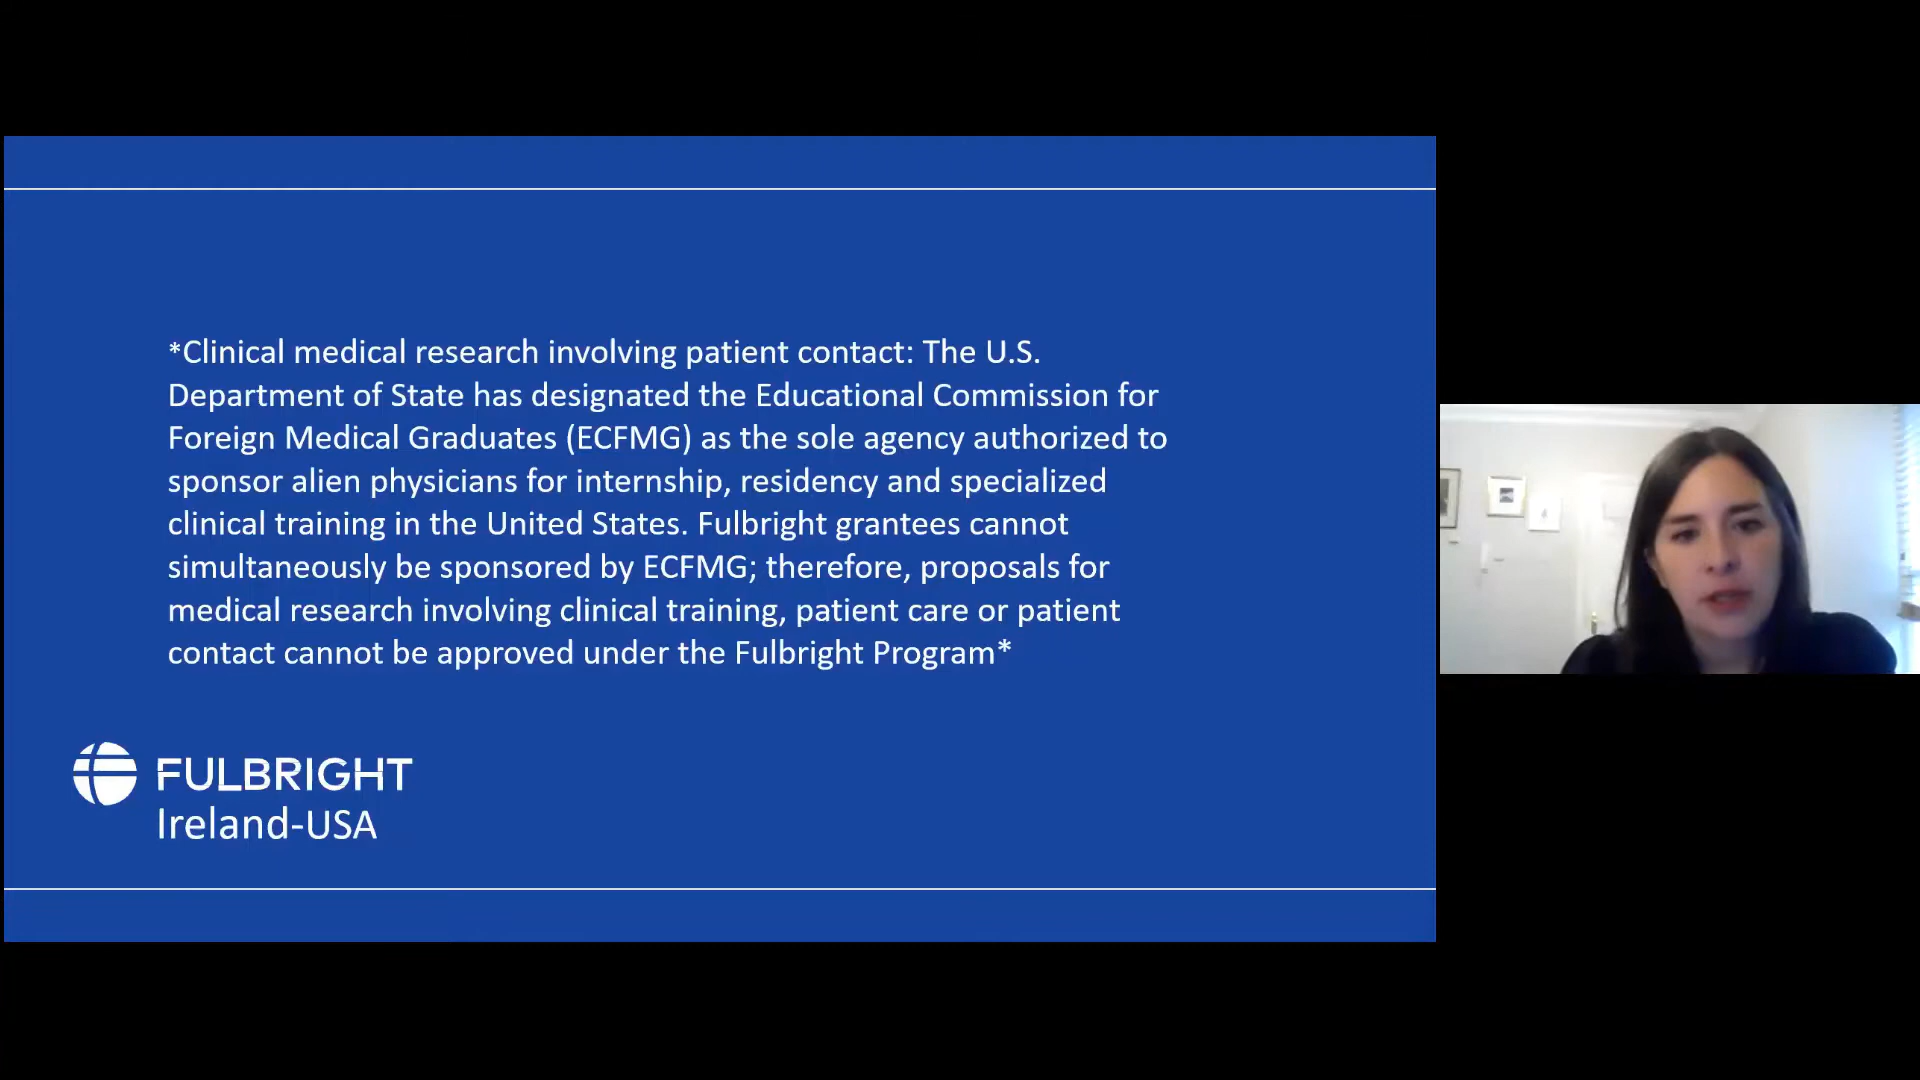 *Clinical medical research involving patient contact: The U.S.
Department of State has designated the Educational Commission for
Foreign Medical Graduates (ECFMG) as the sole agency authorized to
sponsor alien physicians for internship, residency and specialized
clinical training in the United States. Fulbright grantees cannot
simultaneously be sponsored by ECFMG; therefore, proposals for
medical research involving clinical training, patient care or patient
contact cannot be approved under the Fulbright Program*
FULBRIGHT
Ireland-USA